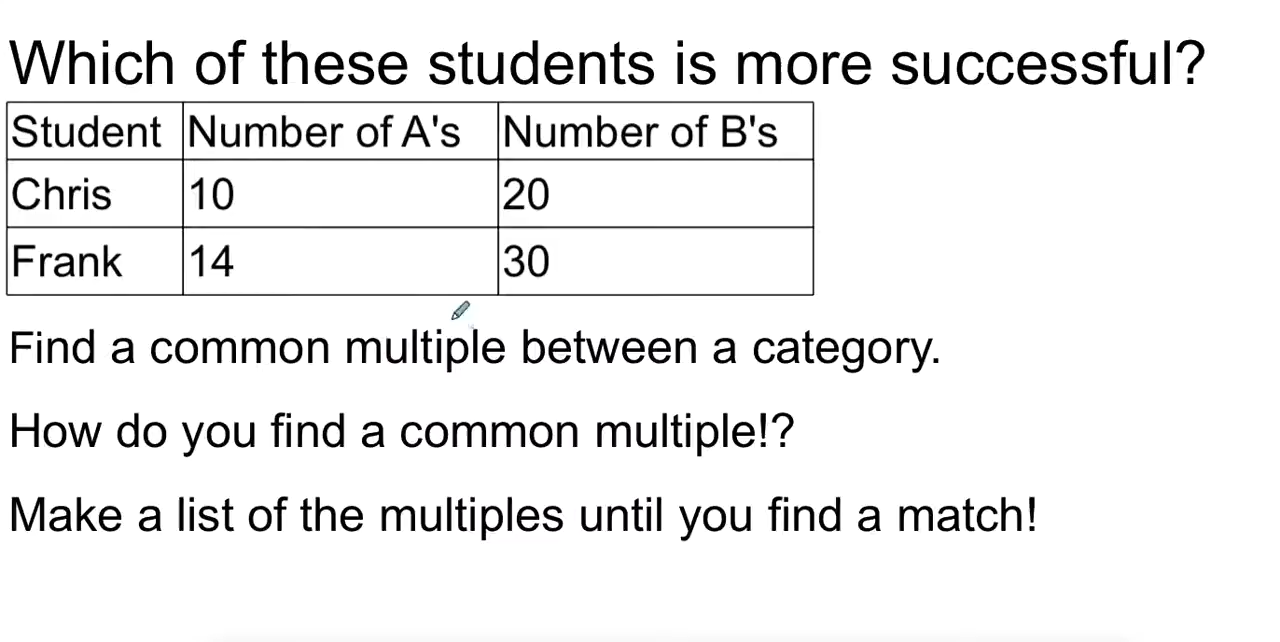 Which of these students is more successful?
Student Number of A's Number of B's
Chris 10 20
Frank 14 30
Find a common multiple between a category.
How do you find a common multiple!?
Make a list of the multiples until you find a match!